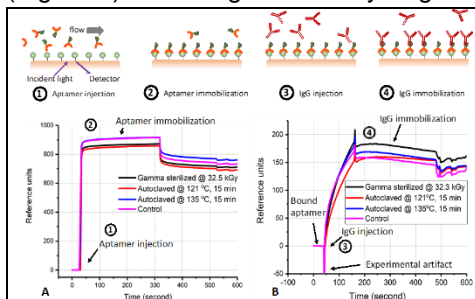 flow
Incident light
Detector
1 Aptamer injection
2 Aptamer immobilization
3 IgG injection
4 IgG immobilization
2
Aptamer immobilization
Gamma sterilized @ 32.5 kGy
Autoclaved @ 121 °C, 15 min
Autoclaved @ 135 °C, 15 min
Control
1
Aptamer injection
Reference units
1000
800
600
400
200
0
0 100 200 300 400 500 600
Time (second)
A
4
IgG immobilization
Gamma sterilized @ 32.3 kGy
Autoclaved @ 121°C, 15 min
Autoclaved @ 135°C, 15 min
Control
Bound
aptamer
IgG injection
3
Experimental artifact
Reference units
200
150
100
50
0
-50
-100 0 100 200 300 400 500 600
Time (second)
B